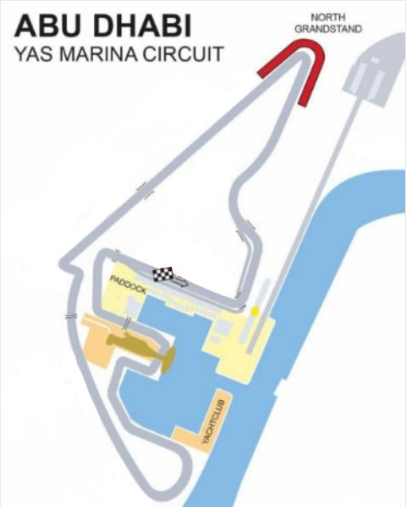 ABU DHABI
YAS MARINA CIRCUIT
NORTH
GRANDSTAND
PADDOCK
YACHTCLUB